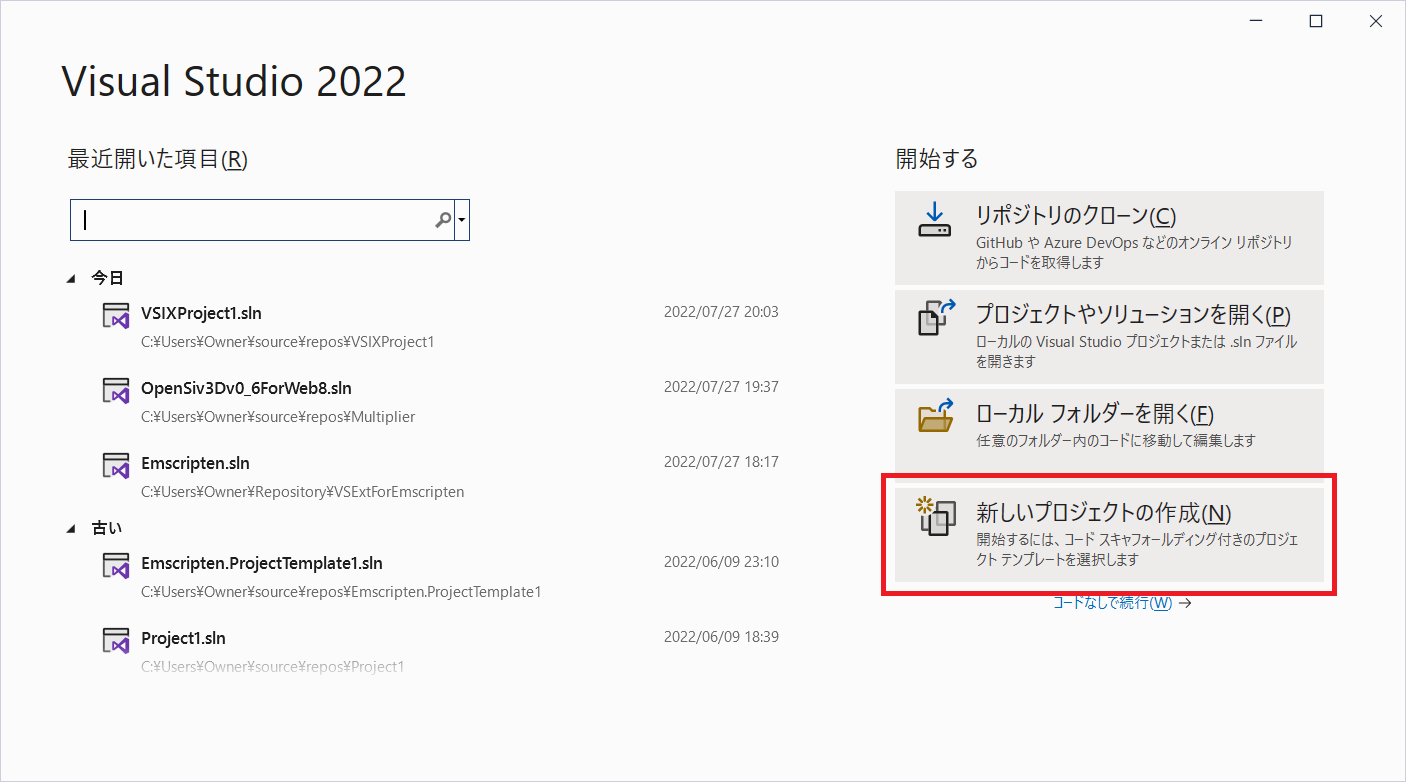 Visual Studio 2022
最近開いた項目(R)
今日
VSIXProject1.sln
2022/07/27 20:03
C:¥Users¥Owner¥source¥repos¥VSIXProject1
OpenSiv3Dv0_6ForWeb8.sln
2022/07/27 19:37
C:¥Users¥Owner¥source¥repos¥Multiplier
Emscripten.sln
2022/07/27 18:17
C:¥Users¥Owner¥Repository¥VSExtForEmscripten
古い
Emscripten.ProjectTemplate1.sln
2022/06/09 23:10
C:¥Users¥Owner¥source¥repos¥Emscripten.ProjectTemplate1
Project1.sln
2022/06/09 18:39
C:¥Users¥Owner¥source¥repos¥Project1
開始する
リポジトリのクローン(C)
GitHub や Azure DevOps などのオンライン リポジトリ
からコードを取得します
プロジェクトやソリューションを開く(P)
ローカルの Visual Studio プロジェクトまたは .sln ファイル
を開きます
ローカル フォルダーを開く(F)
任意のフォルダー内のコードに移動して編集します
新しいプロジェクトの作成(N)
開始するには、コード スキャフォールディング付きのプロジェ
クト テンプレートを選択します
コードなしで続行(W) →